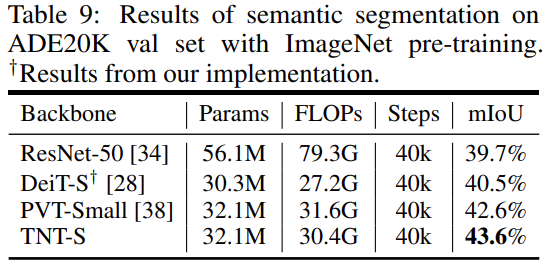 Table 9: Results of semantic segmentation on
ADE20K val set with ImageNet pre-training.
†Results from our implementation.
Backbone Params FLOPs Steps mIoU
ResNet-50 [34] 56.1M 79.3G 40k 39.7%
DeiT-S† [28] 30.3M 27.2G 40k 40.5%
PVT-Small [38] 32.1M 31.6G 40k 42.6%
TNT-S 32.1M 30.4G 40k 43.6%